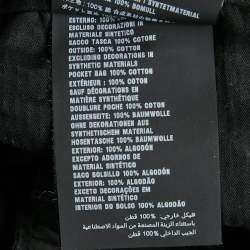 ESTERNO: 100% COTONE
ESCLUSO DECORAZIONI IN
MATERIALE SINTETICO
SACCO TASCA 100% COTONE
OUTSIDE: 100% COTTON
EXCLUDING DECORATIONS IN
SYNTHETIC MATERIALS
POCKET BAG 100% COTTON
EXTÉRIEUR : 100% COTON
SAUF DÉCORATIONS EN
MATIÈRE SYNTHÉTIQUE
DOUBLURE POCHE 100% COTON
AUSSENSEITE: 100% BAUMWOLLE
OHNE DEKORATIONEN AUS
SYNTHETISCHEM MATERIAL
HOSENTASCHE 100% BAUMWOLLE
EXTERIOR: 100% ALGODÓN
EXCEPTO ADORNOS DE
MATERIAL SINTÉTICO
SACO BOLSILLO 100% ALGODÓN
EXTERIOR: 100% ALGODÃO
EXCETO DECORAÇÕES EM
MATERIAL SINTÉTICO
INTERIOR DO BOLSO 100% ALGODÃO
هيكل خارجي: 100% قطن
باستثناء الزينة المصنعة من المواد الاصطناعية
الجيب الداخلي 100% قطن